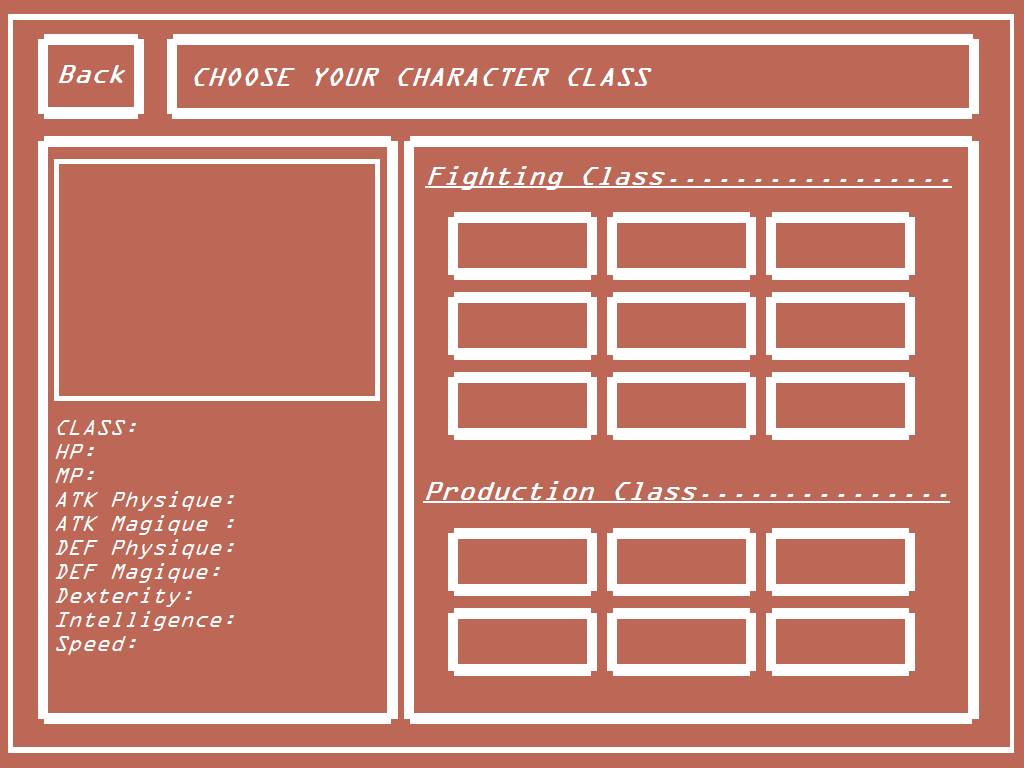 Back
CHOOSE YOUR CHARACTER CLASS
Fighting Class-----------------
CLASS:
HP:
MP:
ATK Physique:
ATK Magique :
DEF Physique:
DEF Magique:
Dexterity:
Intelligence:
Speed:
Production Class---------------